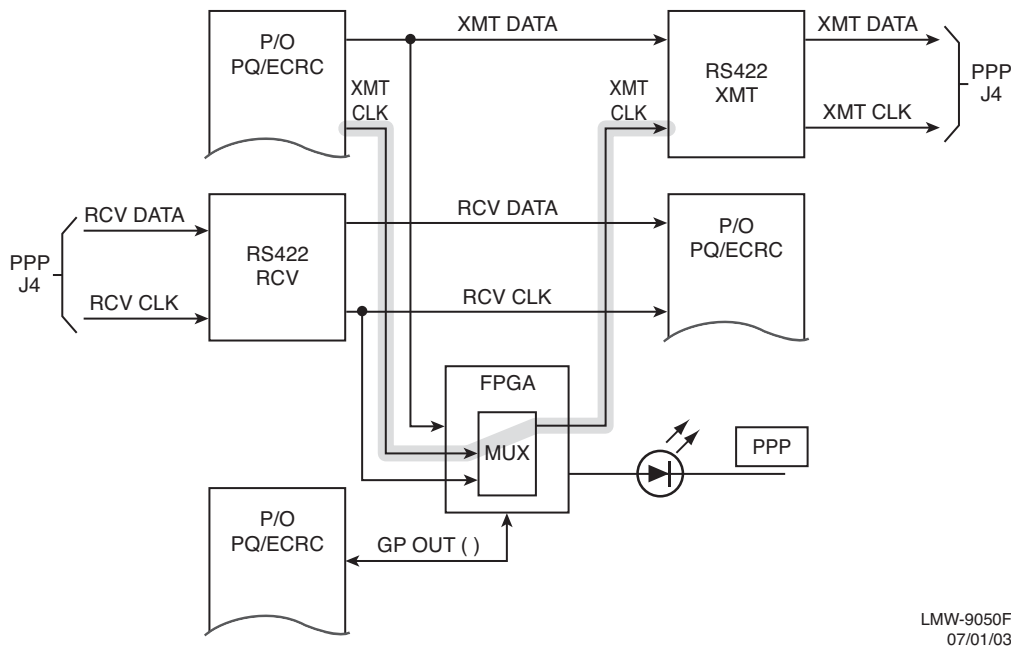 P/O
PQ/ECRC
XMT DATA
XMT
CLK
XMT
CLK
RS422
XMT
XMT DATA
XMT CLK
PPP
J4
PPP
J4
RCV DATA
RCV CLK
RS422
RCV
RCV DATA
RCV CLK
P/O
PQ/ECRC
FPGA
MUX
PPP
P/O
PQ/ECRC
GP OUT ( )
LMW-9050F
07/01/03